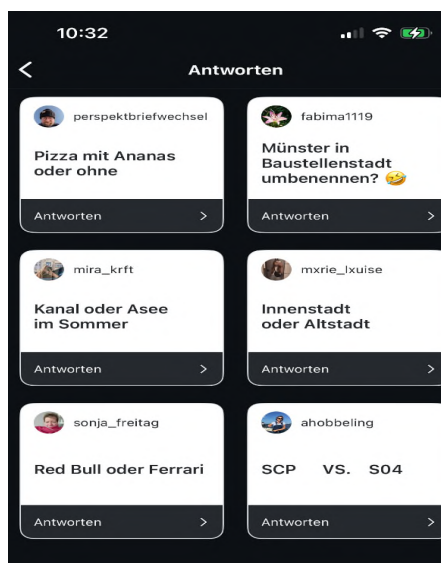 10:32
Antworten
perspektbriefwechsel
Pizza mit Ananas
oder ohne
Antworten
fabima1119
Münster in
Baustellenstadt
umbenennen? 🤣
Antworten
mira_krft
Kanal oder Asee
im Sommer
Antworten
mxrie_lxuise
Innenstadt
oder Altstadt
Antworten
sonja_freitag
Red Bull oder Ferrari
Antworten
ahobbeling
SCP VS. S04
Antworten